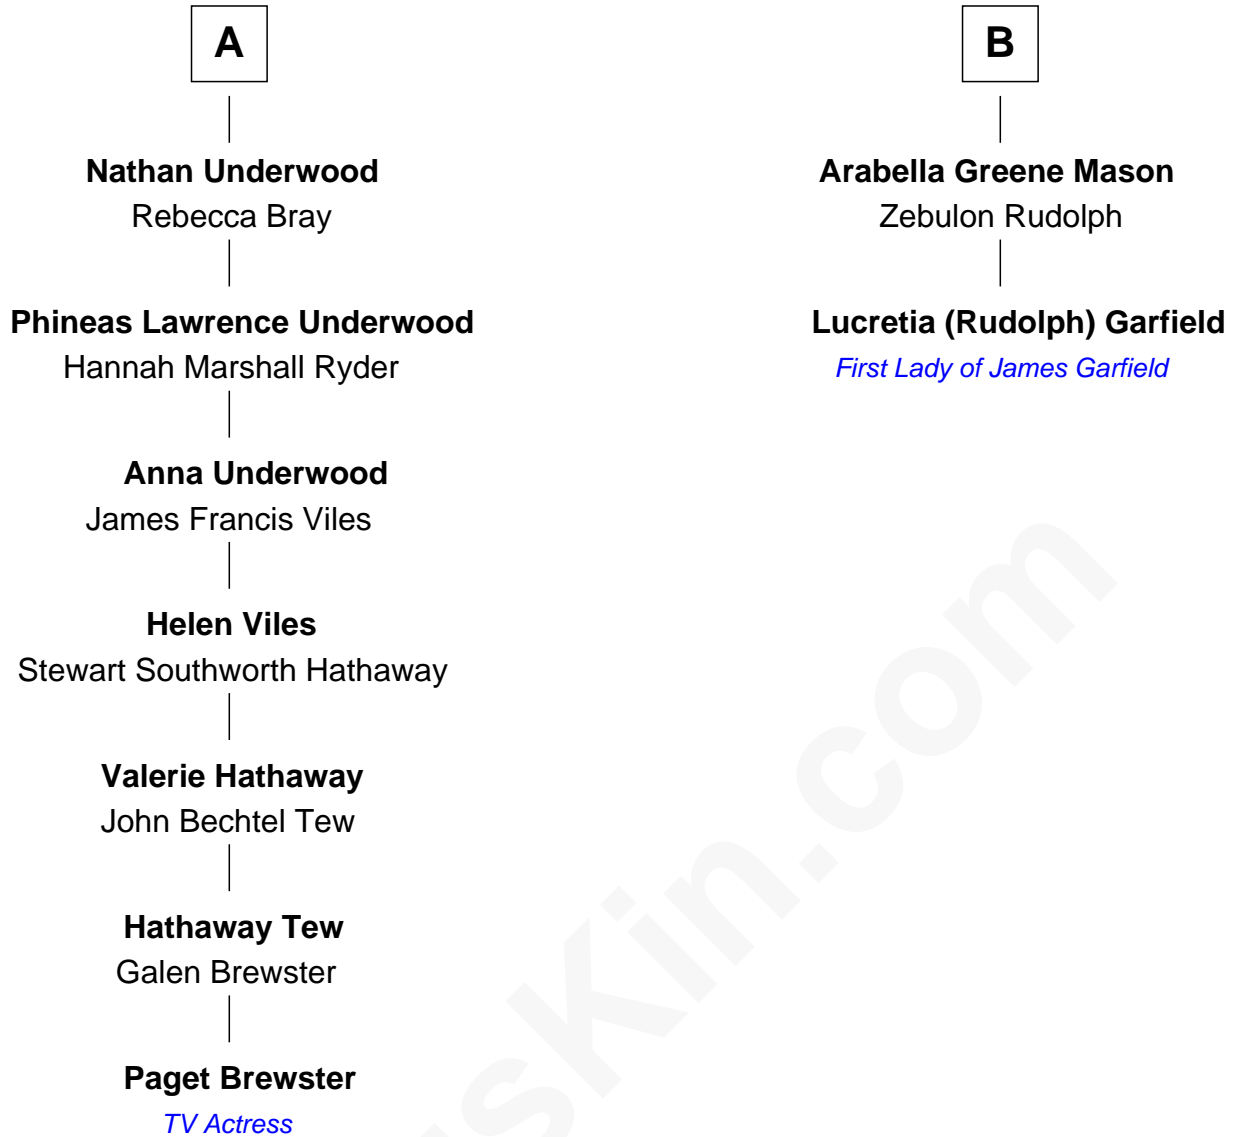 A
Nathan Underwood
Rebecca Bray
Phineas Lawrence Underwood
Hannah Marshall Ryder
Anna Underwood
James Francis Viles
Helen Viles
Stewart Southworth Hathaway
Valerie Hathaway
John Bechtel Tew
Hathaway Tew
Galen Brewster
Paget Brewster
TV Actress
B
Arabella Greene Mason
Zebulon Rudolph
Lucretia (Rudolph) Garfield
First Lady of James Garfield
sKin.com